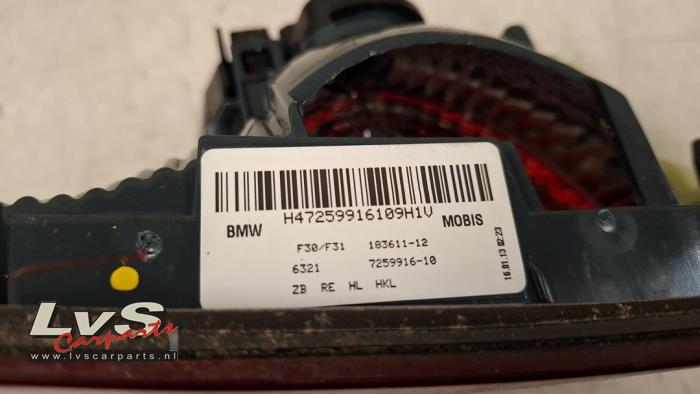 H47259916109H1V
BMW MOBIS
F30/F31 183611-12
6321 7259916-10
ZB RE HL HKL
16.01.13 02:23
LvS
Carparts
www.lvscarparts.nl